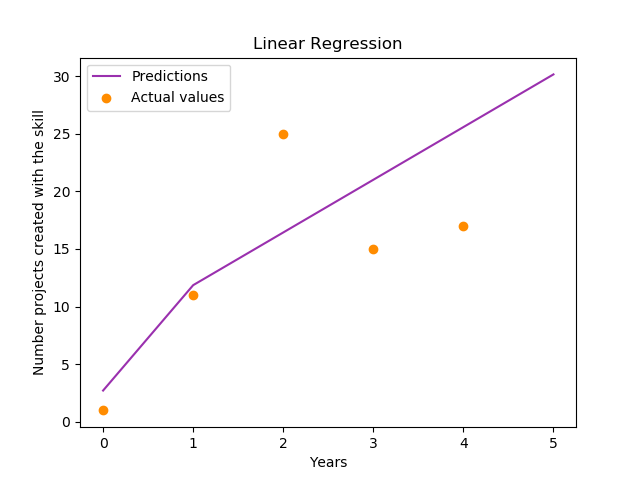 Linear Regression
Predictions
Actual values
30
25
20
15
10
5
0
Number projects created with the skill
0 1 2 3 4 5
Years